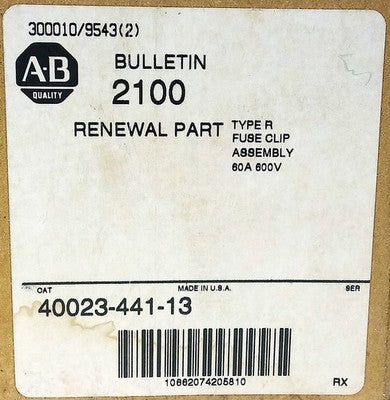 300010/9543(2)
A-B
QUALITY
BULLETIN
2100
RENEWAL PART
TYPE R
FUSE CLIP
ASSEMBLY
60A 600V
CAT
MADE IN U.S.A.
SER
40023-441-13
10662074205810
RX